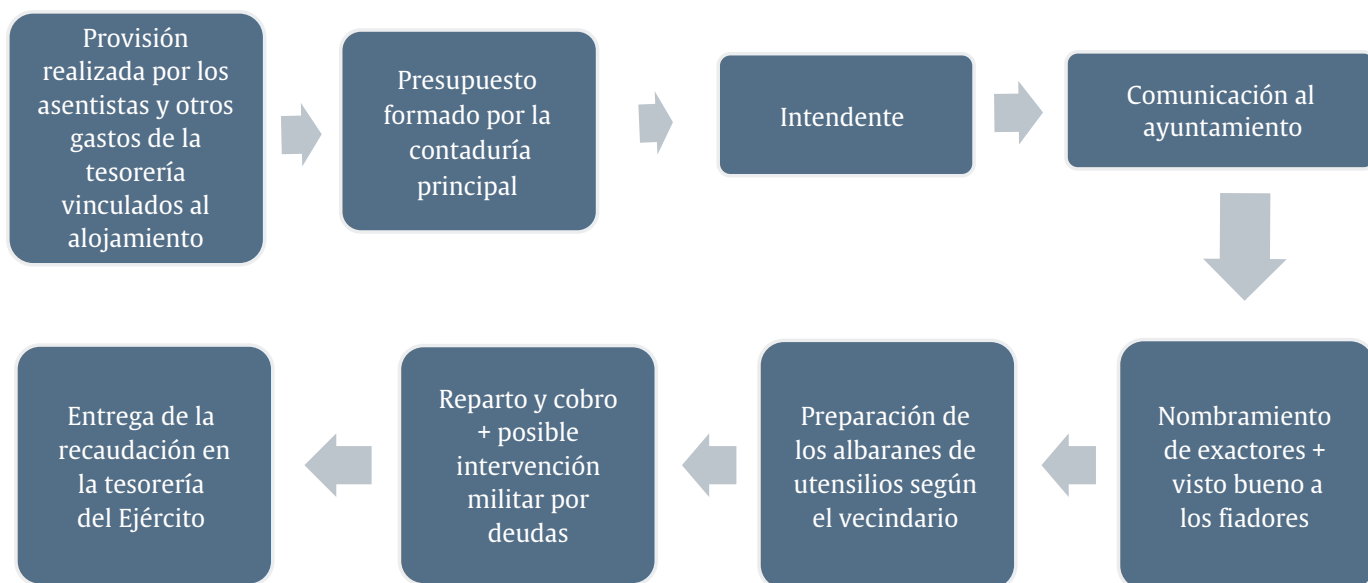 Provisión
realizada por los
asentistas y otros
gastos de la
tesorería
vinculados al
alojamiento
Presupuesto
formado por la
contaduría
principal
Intendente
Comunicación al
ayuntamiento
Nombramiento
de exactores +
visto bueno a
los fiadores
Preparación de
los albaranes de
utensilios según
el vecindario
Reparto y cobro
+ posible
intervención
militar por
deudas
Entrega de la
recaudación en
la tesorería
del Ejército